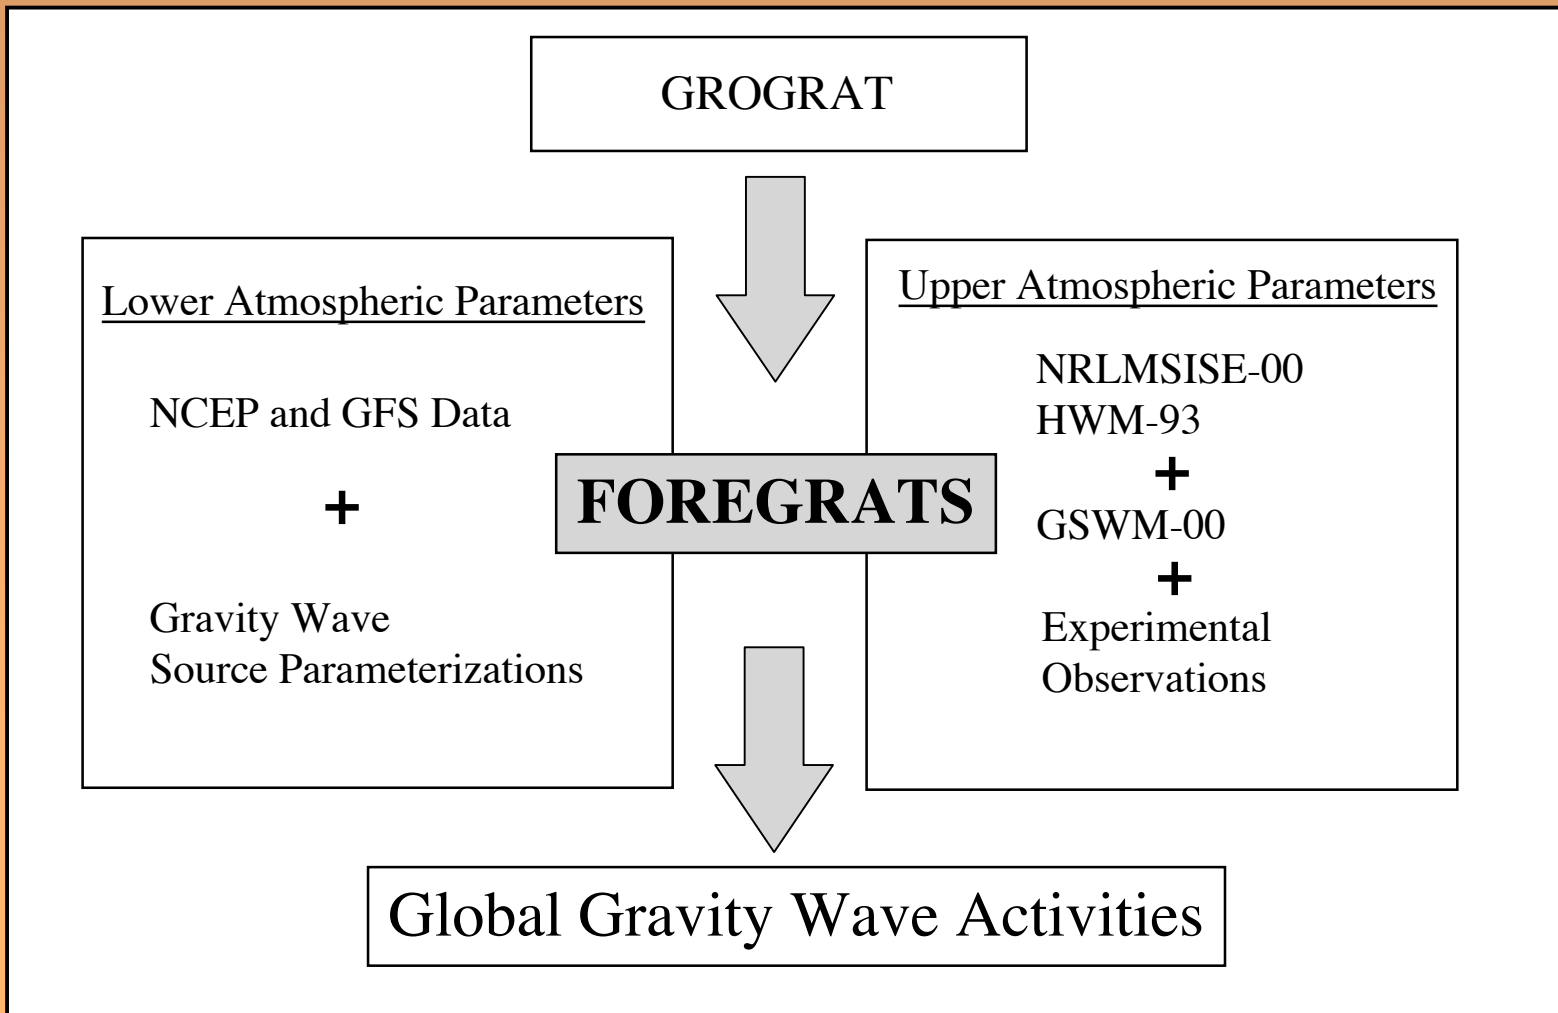 GROGRAT
Lower Atmospheric Parameters
NCEP and GFS Data
+
Gravity Wave
Source Parameterizations
FOREGRATS
Upper Atmospheric Parameters
NRLMSISE-00
HWM-93
+
GSWM-00
+
Experimental
Observations
Global Gravity Wave Activities